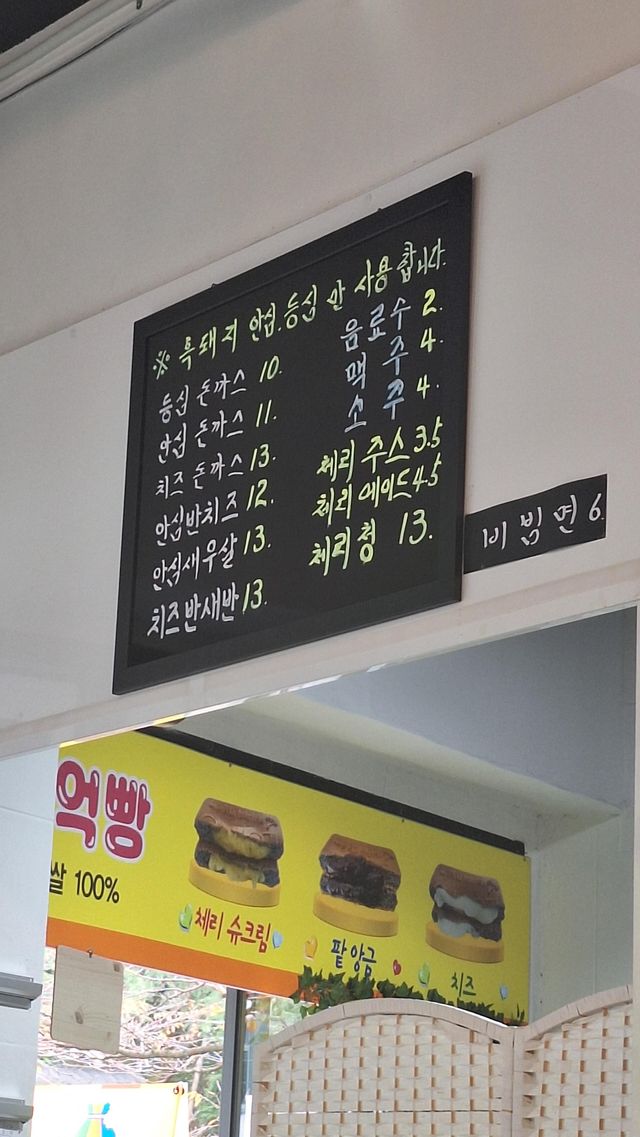 ※ 흑돼지 안심.등심 만 사용 합니다.
등심 돈까스 10.
안심 돈까스 11.
치즈 돈까스 13.
안심반치즈 12.
안심새우살 13.
치즈반새반 13.
음료수 2.
맥 주 4.
소 주 4.
체리 주스 3.5
체리 에이드 4.5
체리청 13.
비빔면 6.
억빵
쌀 100%
체리 슈크림
팥 앙금
치즈